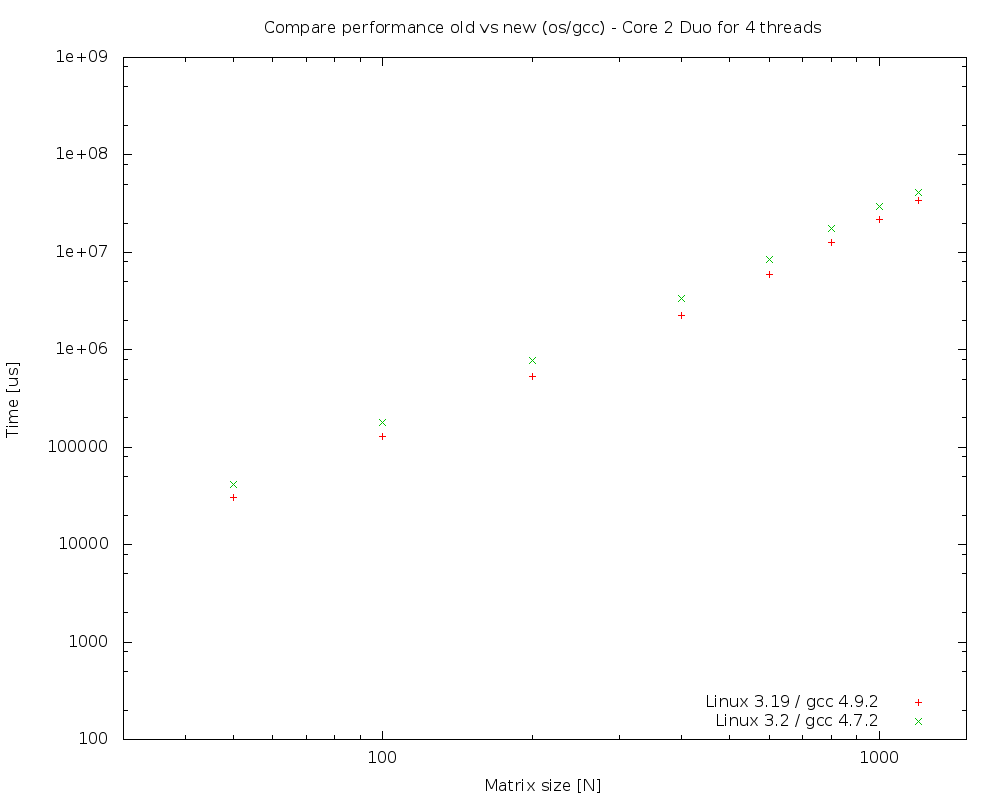 Compare performance old vs new (os/gcc) - Core 2 Duo for 4 threads
1e+09
1e+08
1e+07
1e+06
100000
10000
1000
100
Time [us]
Linux 3.19 / gcc 4.9.2
Linux 3.2 / gcc 4.7.2
100
1000
Matrix size [N]